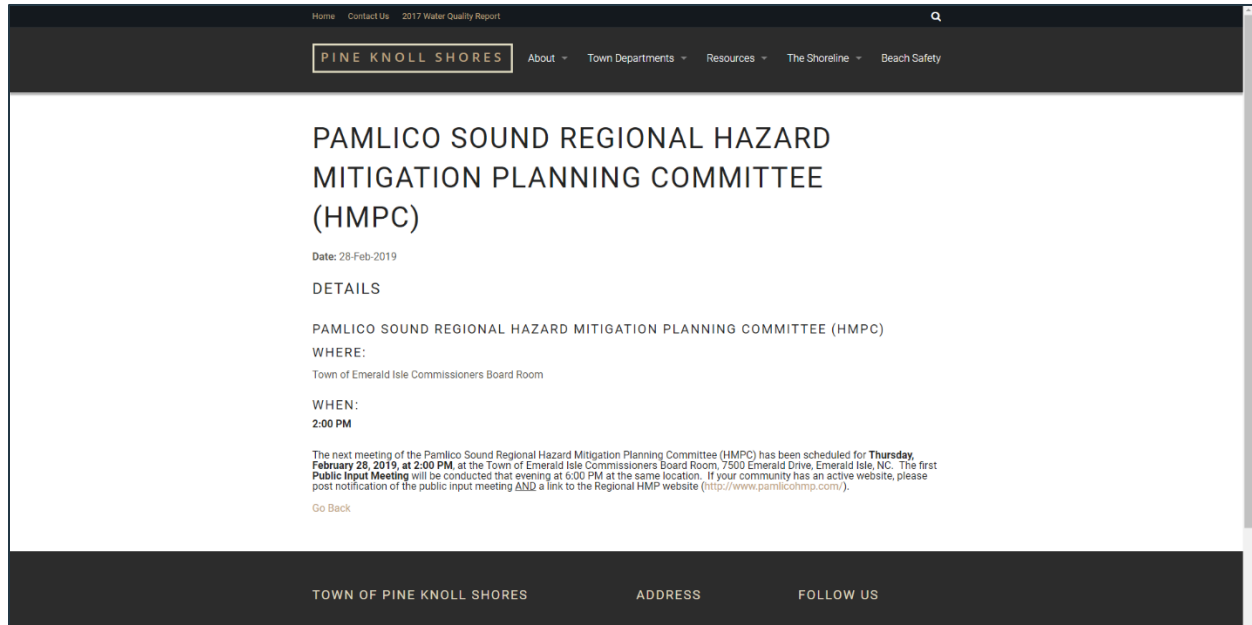 Home Contact Us 2017 Water Quality Report
PINE KNOLL SHORES About Town Departments Resources The Shoreline Beach Safety
PAMLICO SOUND REGIONAL HAZARD
MITIGATION PLANNING COMMITTEE
(HMPC)
Date: 28-Feb-2019
DETAILS
PAMLICO SOUND REGIONAL HAZARD MITIGATION PLANNING COMMITTEE (HMPC)
WHERE:
Town of Emerald Isle Commissioners Board Room
WHEN:
2:00 PM
The next meeting of the Pamlico Sound Regional Hazard Mitigation Planning Committee (HMPC) has been scheduled for Thursday,
February 28, 2019, at 2:00 PM, at the Town of Emerald Isle Commissioners Board Room, 7500 Emerald Drive, Emerald Isle, NC. The first
Public Input Meeting will be conducted that evening at 6:00 PM at the same location. If your community has an active website, please
post notification of the public input meeting AND a link to the Regional HMP website (http://www.pamlicohmp.com/).
Go Back
TOWN OF PINE KNOLL SHORES ADDRESS FOLLOW US